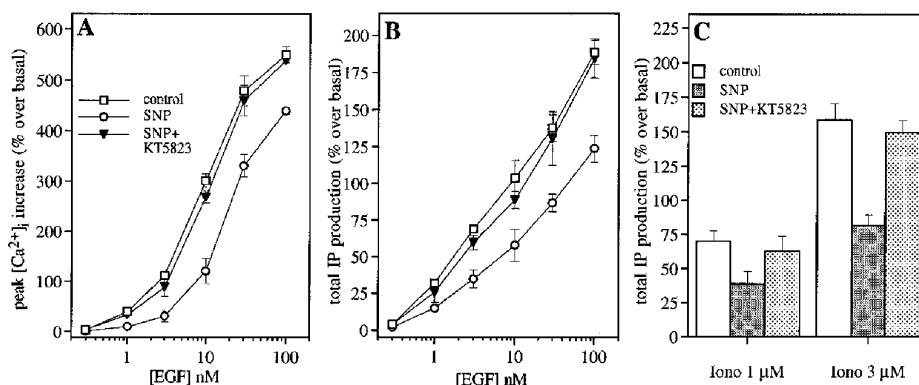 A
peak [Ca2+]i increase (% over basal)
600
500
400
300
200
100
0
control
SNP
SNP+
KT5823
1
10
100
[EGF] nM
B
total IP production (% over basal)
200
175
150
125
100
75
50
25
0
1
10
100
[EGF] nM
C
total IP production (% over basal)
225
200
175
150
125
100
75
50
25
0
control
SNP
SNP+KT5823
Iono 1 µM
Iono 3 µM